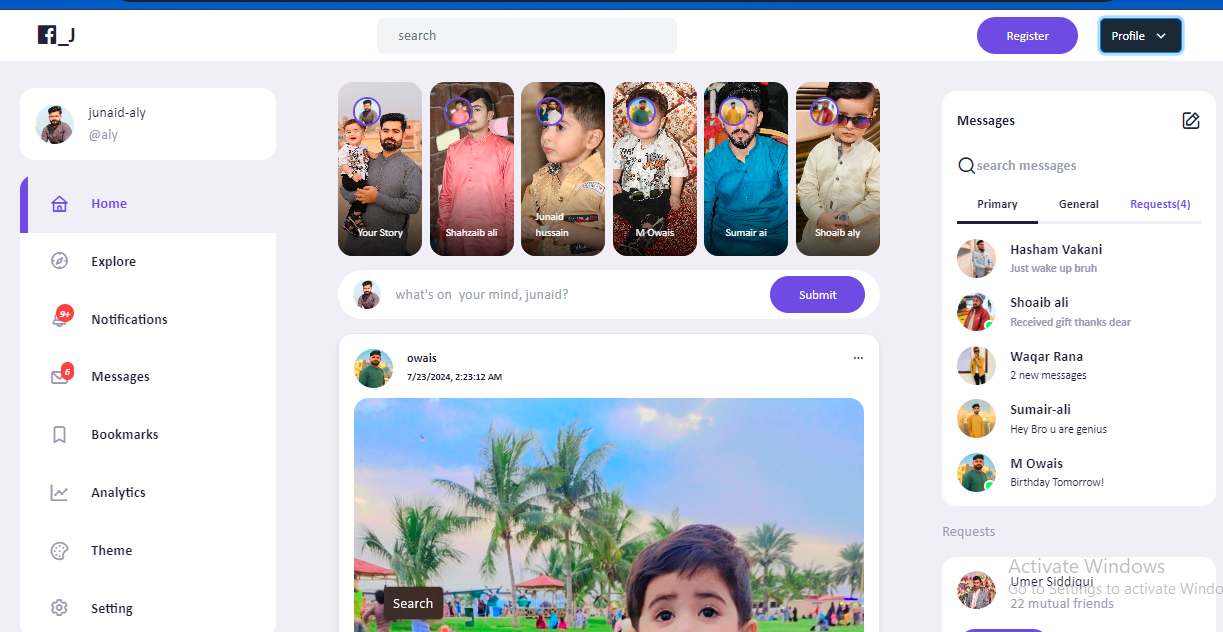 _J
search
Register
Profile
junaid-aly
@aly
Home
Explore
9+
Notifications
6
Messages
Bookmarks
Analytics
Theme
Setting
Your Story
Shahzaib ali
Junaid
hussain
M Owais
Sumair ai
Shoaib aly
what's on your mind, junaid?
Submit
owais
7/23/2024, 2:23:12 AM
...
Search
Messages
search messages
Primary
General
Requests(4)
Hasham Vakani
Just wake up bruh
Shoaib ali
Received gift thanks dear
Waqar Rana
2 new messages
Sumair-ali
Hey Bro u are genius
M Owais
Birthday Tomorrow!
Requests
Activate Windows
Umer Siddiqui
Go to Settings to activate Windo
22 mutual friends